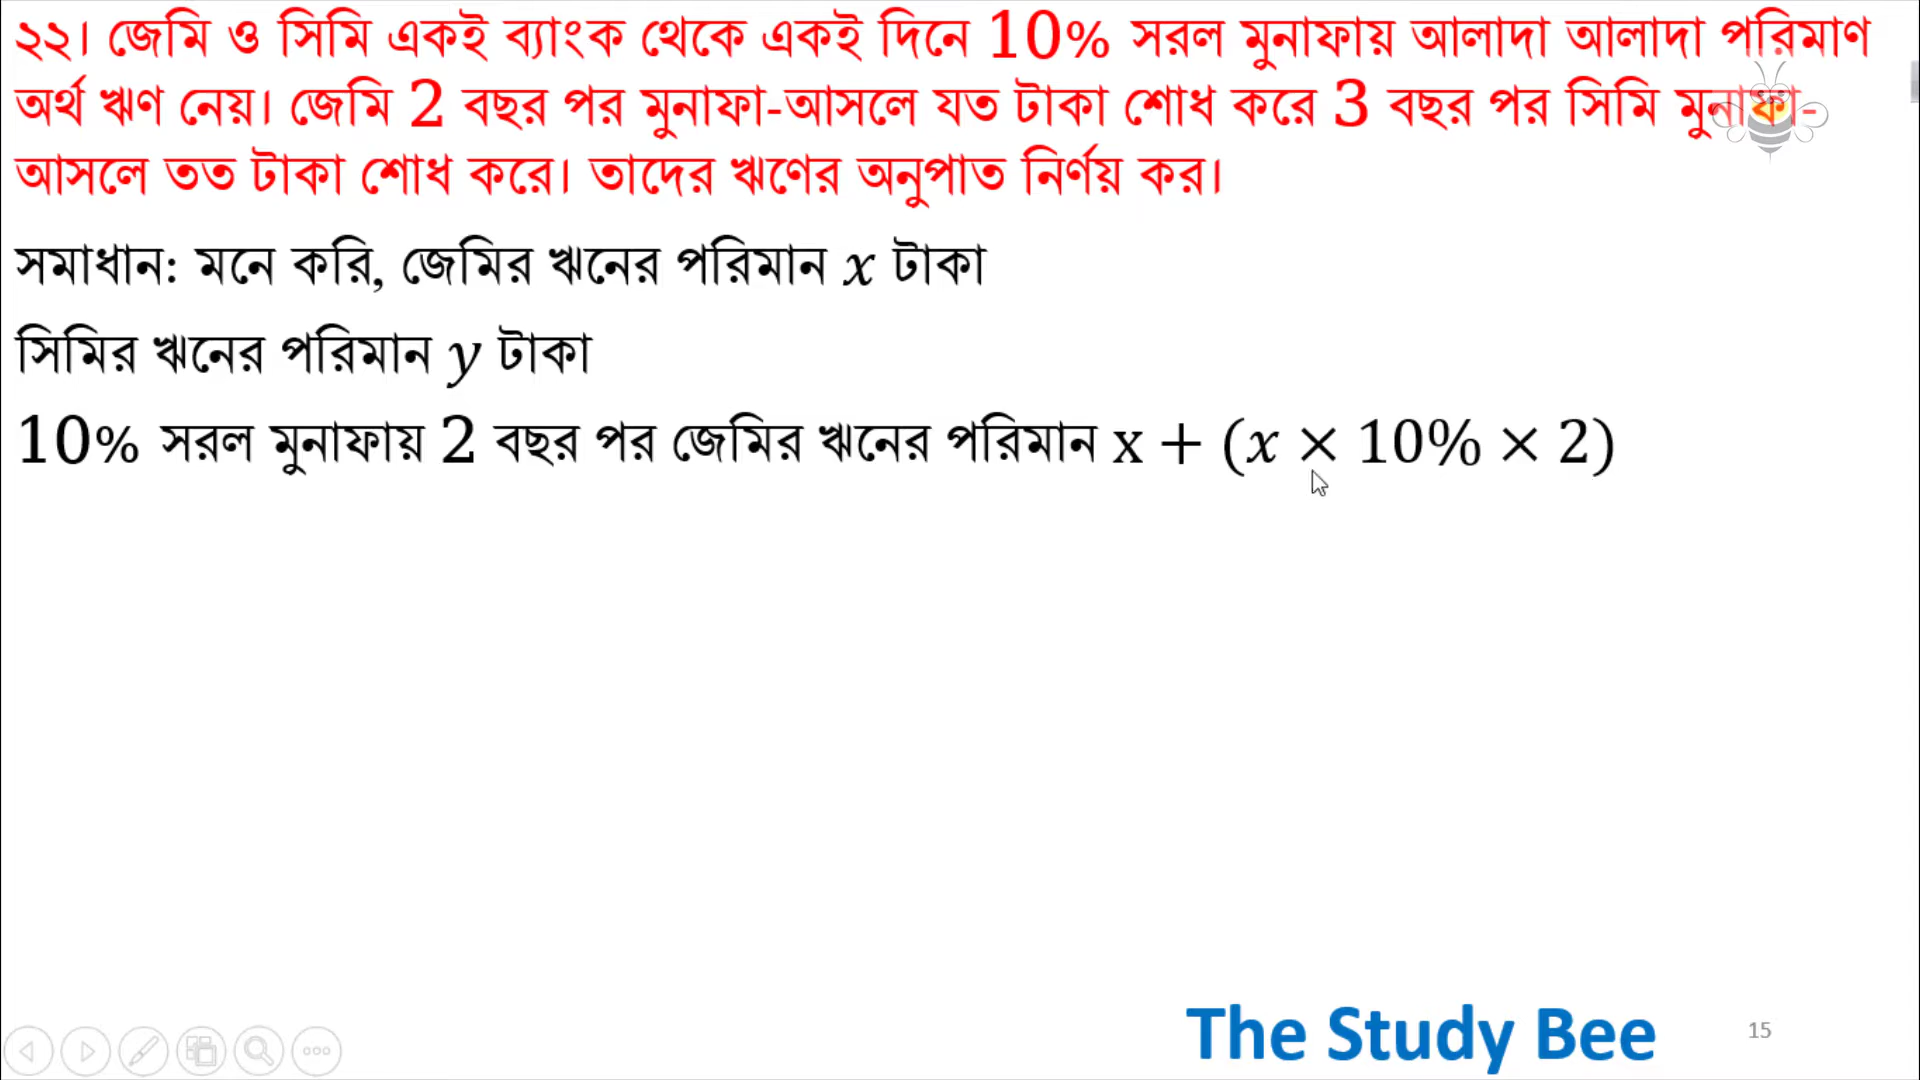 ২২। জেমি ও সিমি একই ব্যাংক থেকে একই দিনে 10% সরল মুনাফায় আলাদা আলাদা পরিমাণ
অর্থ ঋণ নেয়। জেমি 2 বছর পর মুনাফা-আসলে যত টাকা শোধ করে 3 বছর পর সিমি মুনাফা-
আসলে তত টাকা শোধ করে। তাদের ঋণের অনুপাত নির্ণয় কর।
সমাধান: মনে করি, জেমির ঋনের পরিমান x টাকা
সিমির ঋনের পরিমান y টাকা
10% সরল মুনাফায় 2 বছর পর জেমির ঋনের পরিমান x + (x × 10% × 2)
The Study Bee
15